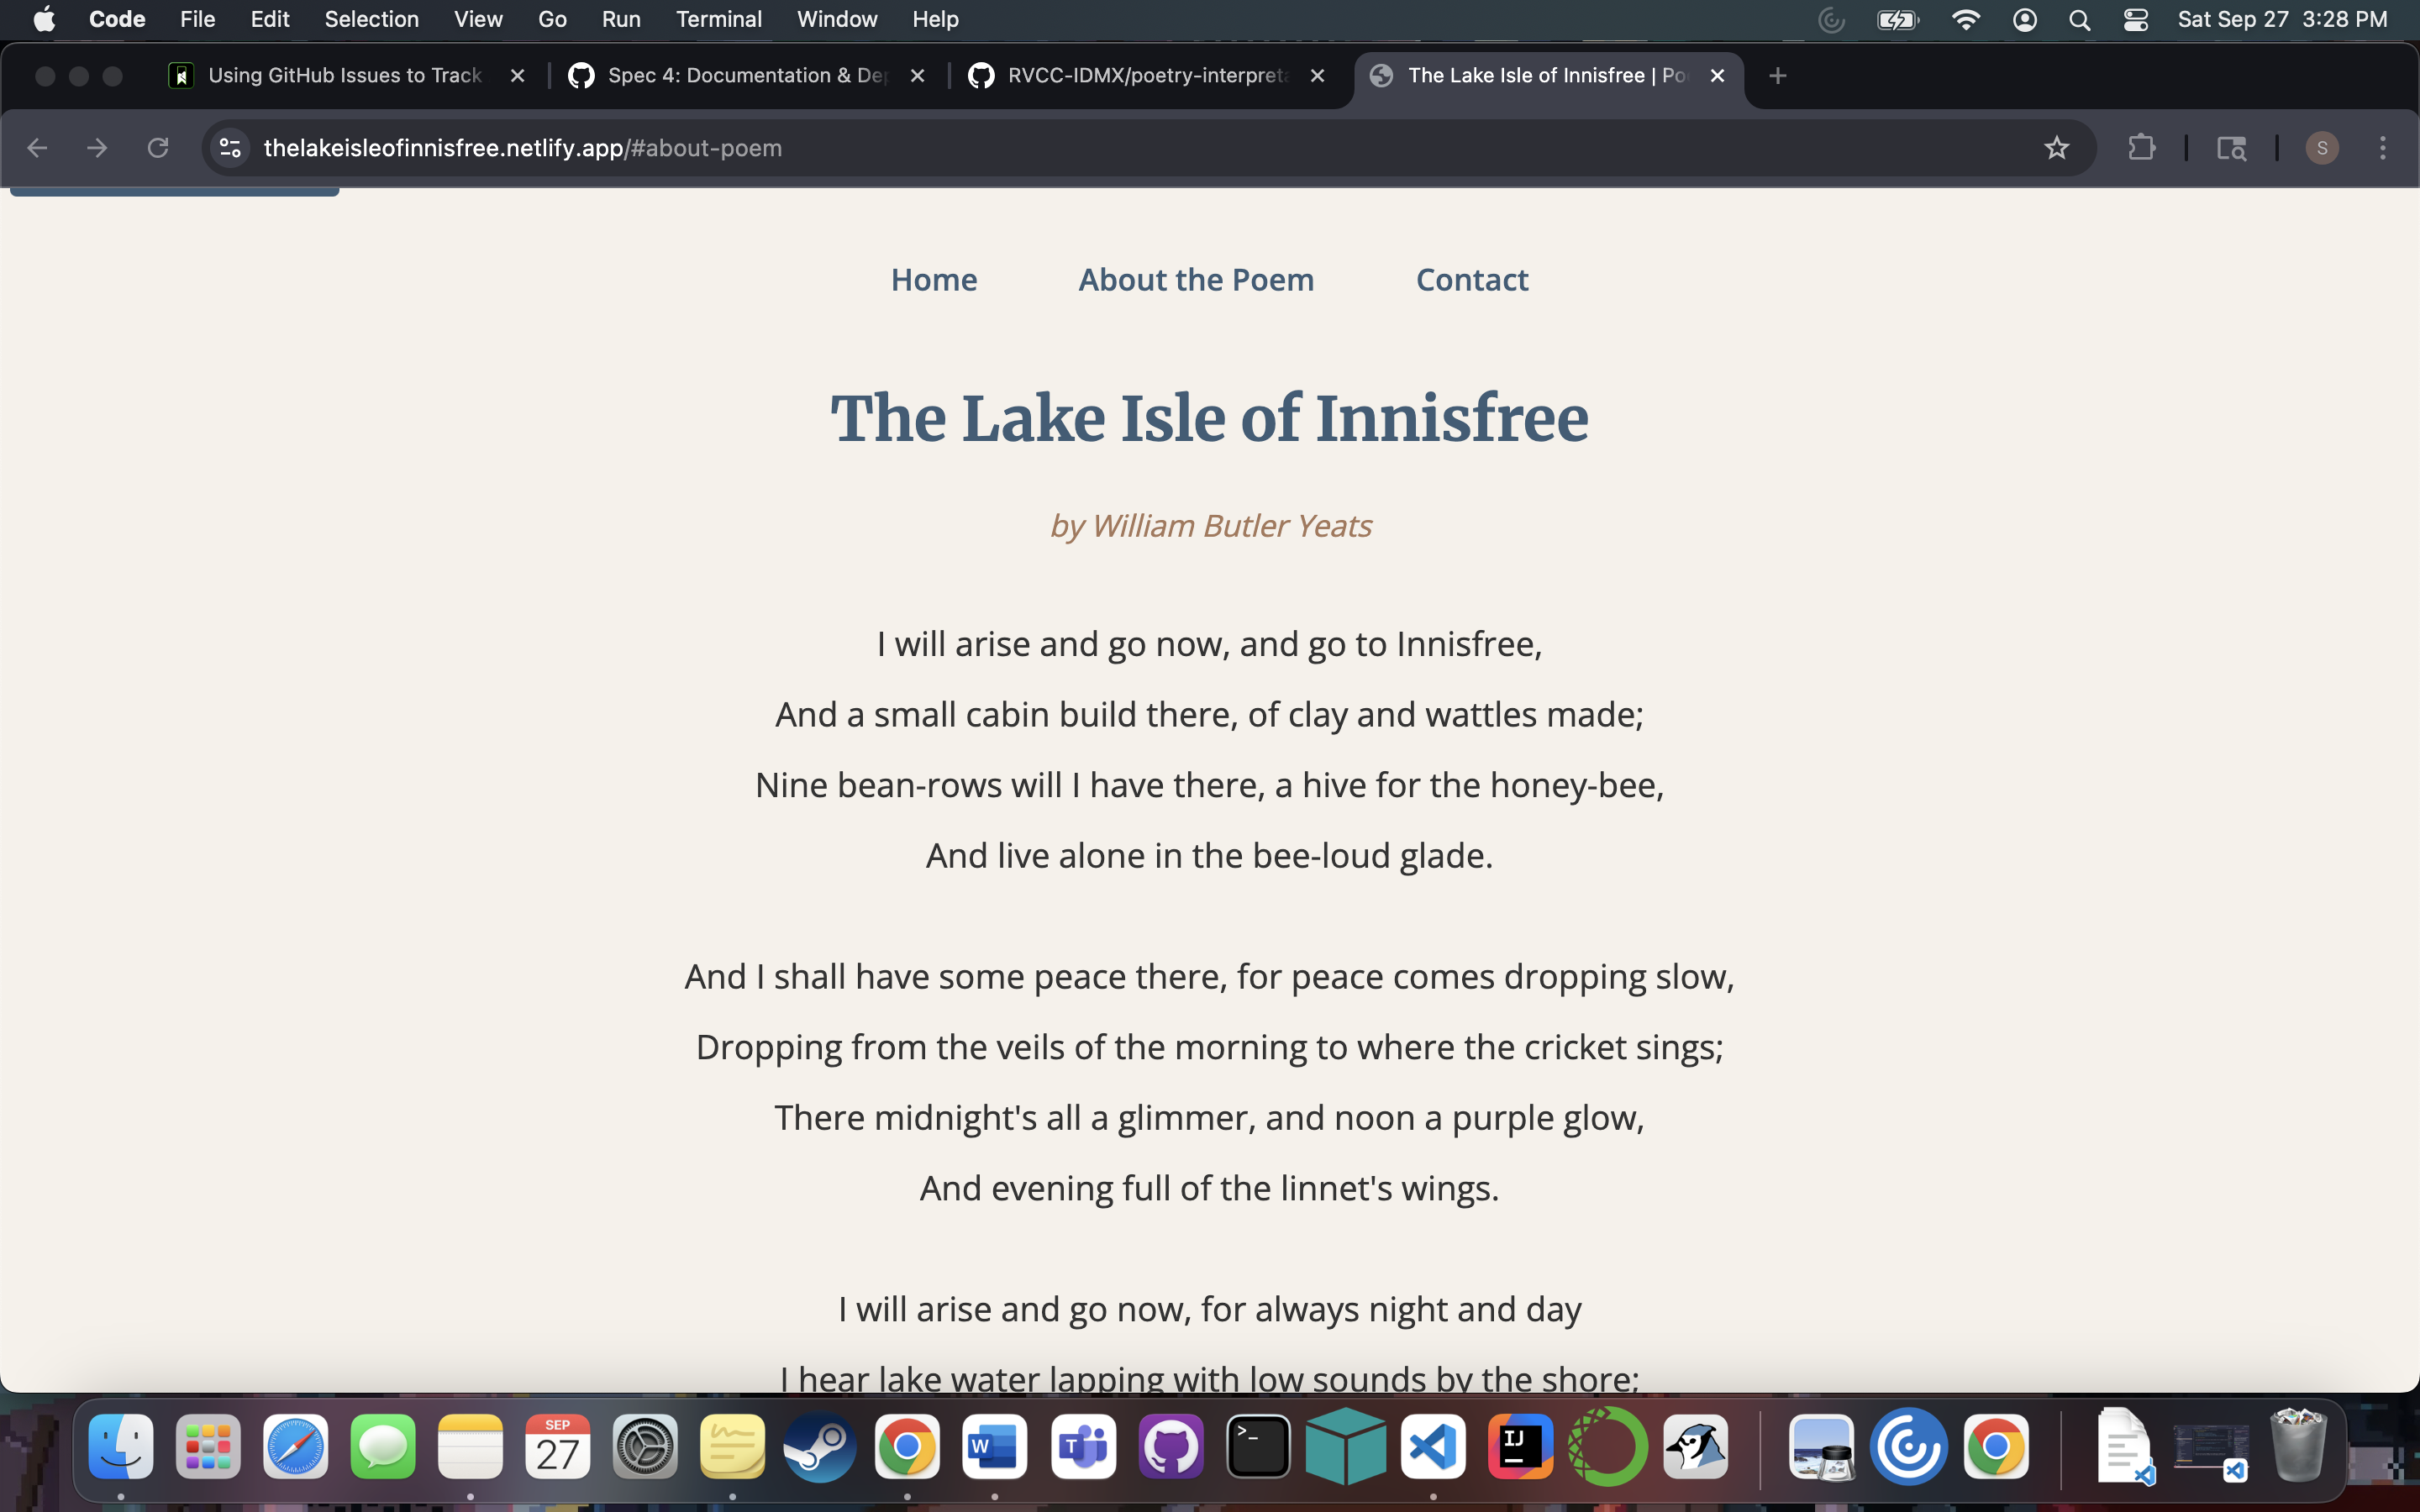 Code File Edit Selection View Go Run Terminal Window Help Sat Sep 27 3:28 PM
Using GitHub Issues to Track Spec 4: Documentation & De RVCC-IDMX/poetry-interpret The Lake Isle of Innisfree | Po
thelakeisleofinnisfree.netlify.app/#about-poem S
Home About the Poem Contact
The Lake Isle of Innisfree
by William Butler Yeats
I will arise and go now, and go to Innisfree,
And a small cabin build there, of clay and wattles made;
Nine bean-rows will I have there, a hive for the honey-bee,
And live alone in the bee-loud glade.
And I shall have some peace there, for peace comes dropping slow,
Dropping from the veils of the morning to where the cricket sings;
There midnight's all a glimmer, and noon a purple glow,
And evening full of the linnet's wings.
I will arise and go now, for always night and day
I hear lake water lapping with low sounds by the shore;
SEP
27
W
T
>_
IJ